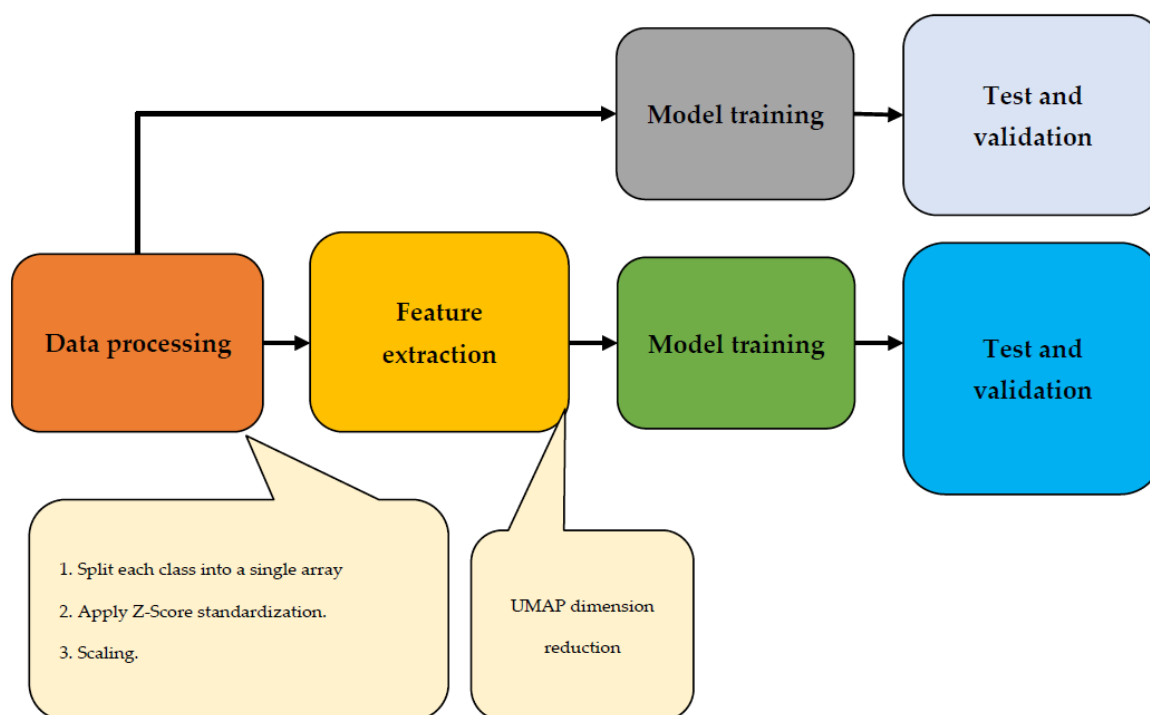 Model training
Test and
validation
Data processing
Feature
extraction
Model training
Test and
validation
1. Split each class into a single array
2. Apply Z-Score standardization.
3. Scaling.
UMAP dimension
reduction